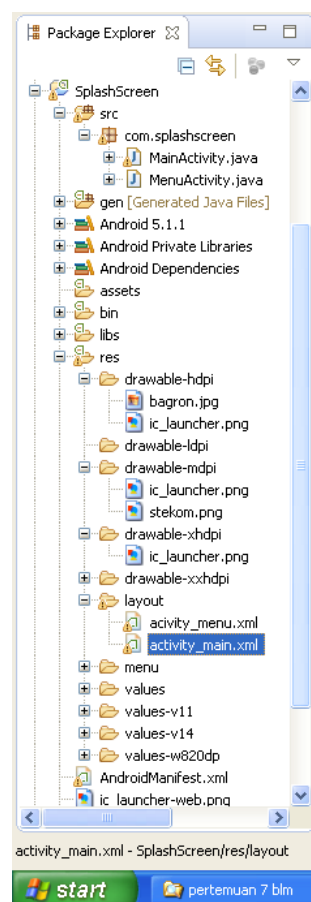 Package Explorer
SplashScreen
src
com.splashscreen
MainActivity.java
MenuActivity.java
gen [Generated Java Files]
Android 5.1.1
Android Private Libraries
Android Dependencies
assets
bin
libs
res
drawable-hdpi
bagron.jpg
ic_launcher.png
drawable-ldpi
drawable-mdpi
ic_launcher.png
stekom.png
drawable-xhdpi
ic_launcher.png
drawable-xxhdpi
layout
acivity_menu.xml
activity_main.xml
menu
values
values-v11
values-v14
values-w820dp
AndroidManifest.xml
ic_launcher-web.png
activity_main.xml - SplashScreen/res/layout
start pertemuan 7 blm